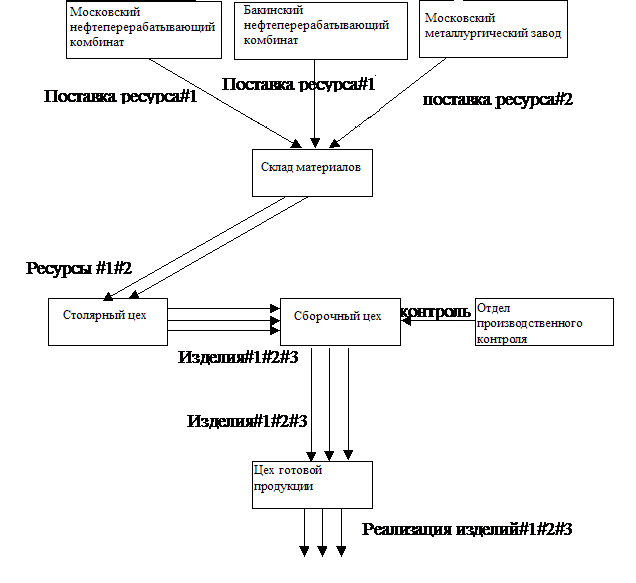 Московский
нефтеперерабатывающий
комбинат
Бакинский
нефтеперерабатывающий
комбинат
Московский
металлургический завод
Поставка ресурса#1
Поставка ресурса#1
поставка ресурса#2
Склад материалов
Ресурсы #1#2
Столярный цех
Сборочный цех
контроль
Отдел
производственного
контроля
Изделия#1#2#3
Изделия#1#2#3
Цех готовой
продукции
Реализация изделий#1#2#3